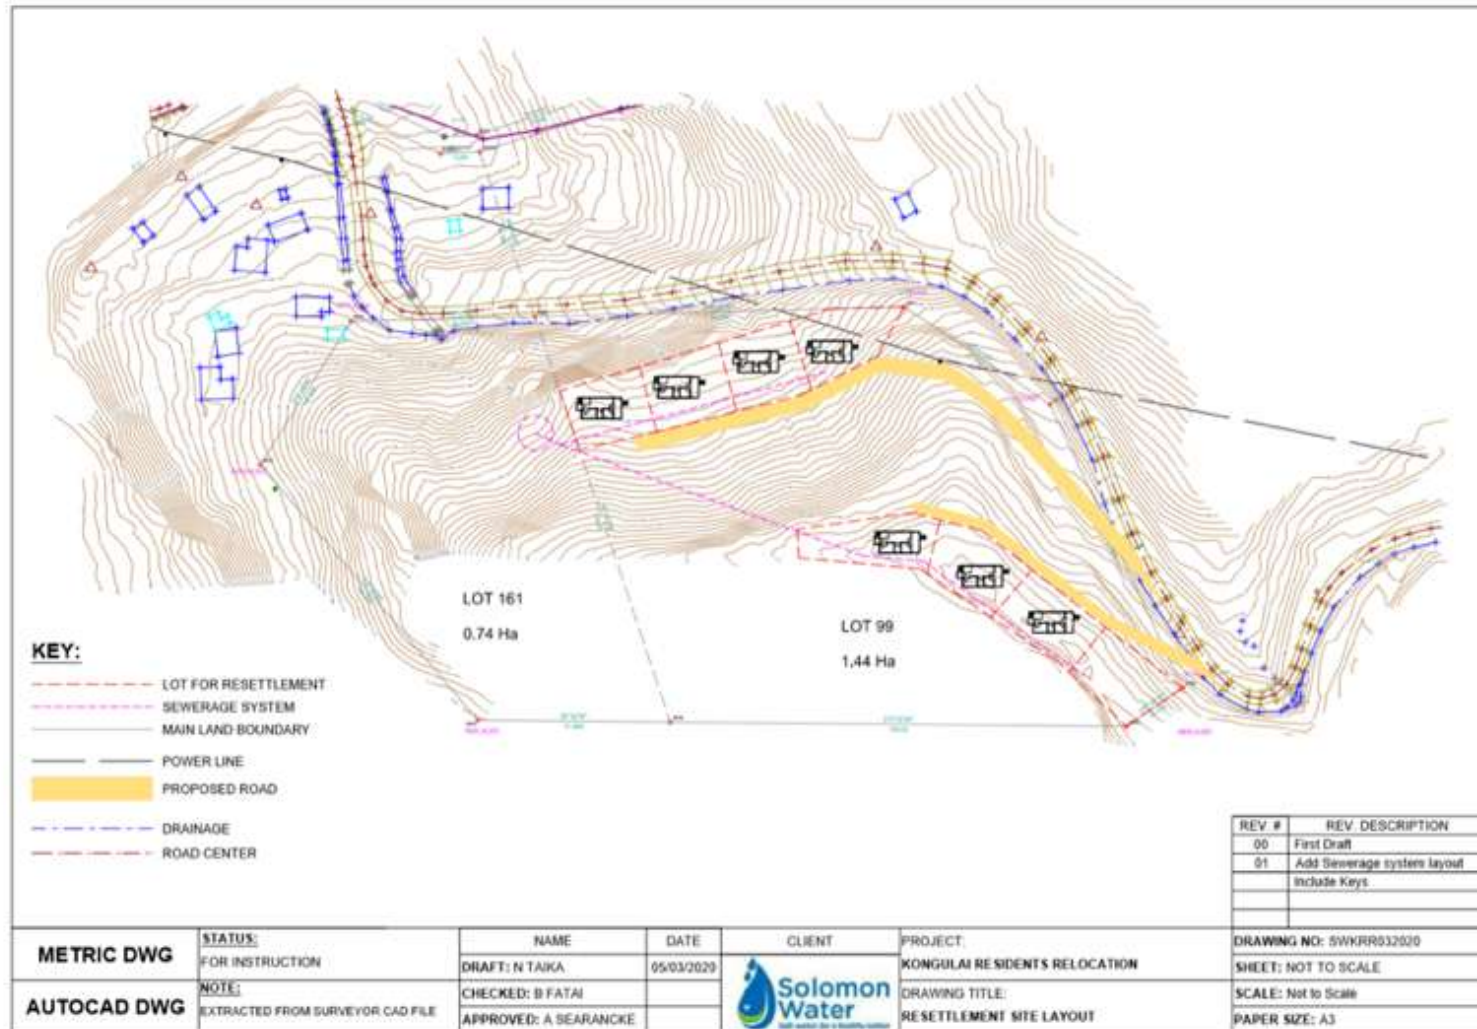 LOT 161
0.74 Ha
LOT 99
1.44 Ha
KEY:
LOT FOR RESETTLEMENT
SEWERAGE SYSTEM
MAIN LAND BOUNDARY
POWER LINE
PROPOSED ROAD
DRAINAGE
ROAD CENTER
REV. # REV. DESCRIPTION
00 First Draft
01 Add Sewerage system layout
Include Keys
METRIC DWG
AUTOCAD DWG
STATUS:
FOR INSTRUCTION
NOTE:
EXTRACTED FROM SURVEYOR CAD FILE
NAME DATE
DRAFT: N TAIKA 05/03/2020
CHECKED: B FATAI
APPROVED: A SEARANCKE
CLIENT
Solomon
Water
PROJECT:
KONGULAI RESIDENTS RELOCATION
DRAWING TITLE:
RESETTLEMENT SITE LAYOUT
DRAWING NO: SWKRR032020
SHEET: NOT TO SCALE
SCALE: Not to Scale
PAPER SIZE: A3